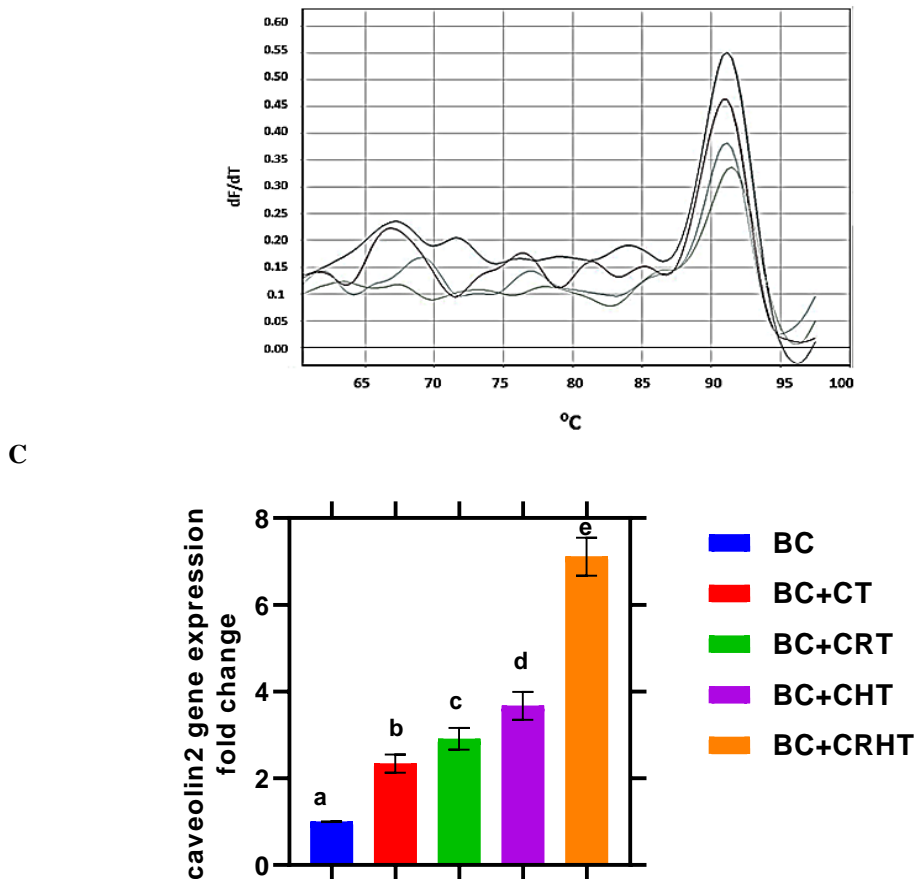 0.60
0.55
0.50
0.45
0.40
0.35
0.30
0.25
0.20
0.15
0.1
0.05
0.00
dF/dT
65 70 75 80 85 90 95 100
ºC
C
caveolin2 gene expression
fold change
8
6
4
2
0
a
b
c
d
e
BC
BC+CT
BC+CRT
BC+CHT
BC+CRHT